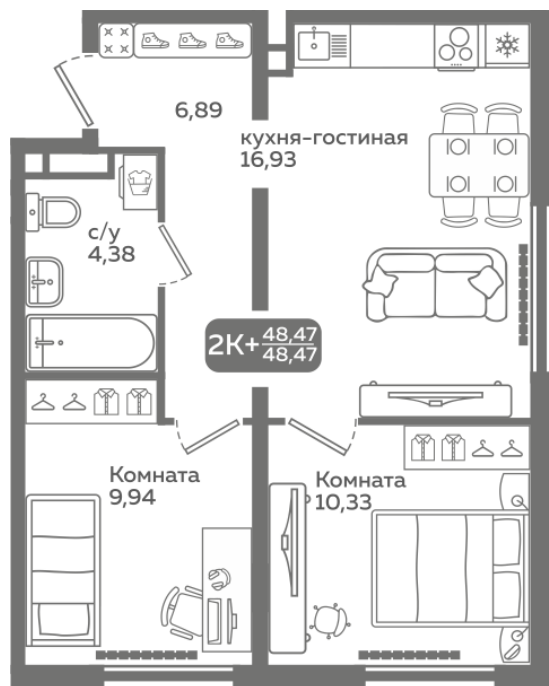 6,89
кухня-гостиная
16,93
с/у
4,38
2К+ 48,47
48,47
Комната
9,94
Комната
10,33